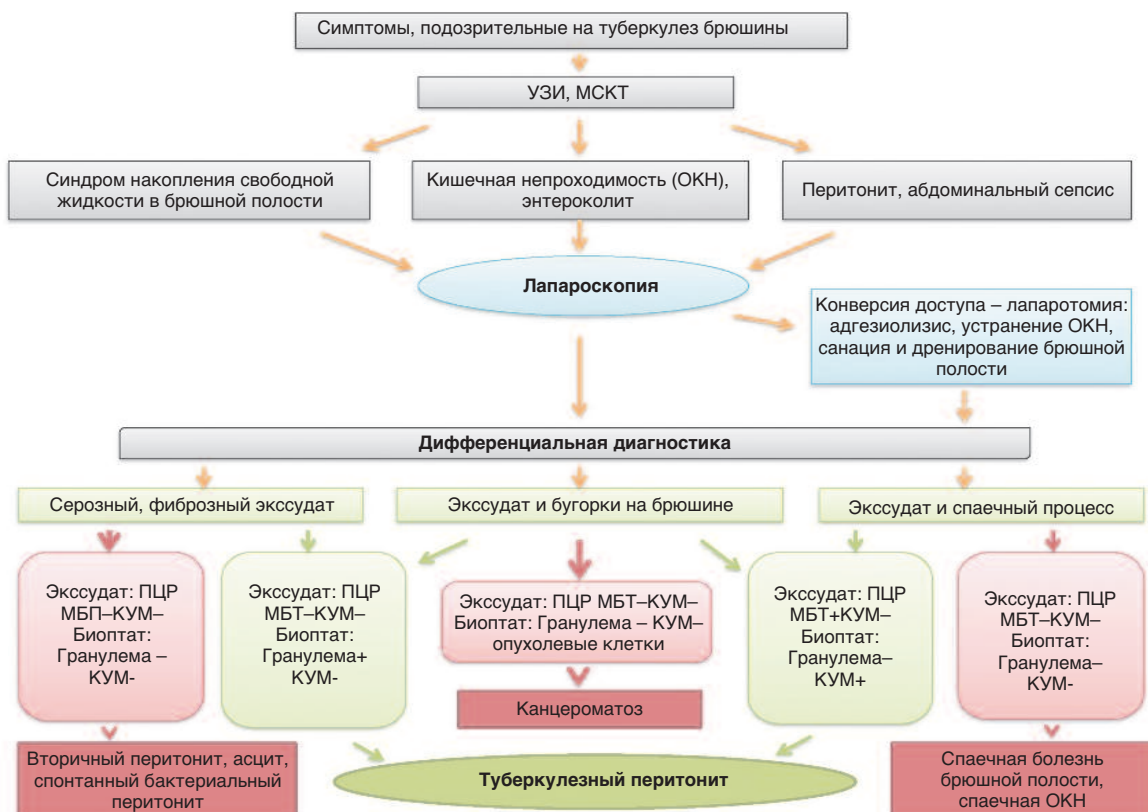 Симптомы, подозрительные на туберкулез брюшины
УЗИ, МСКТ
Синдром накопления свободной
жидкости в брюшной полости
Кишечная непроходимость (ОКН),
энтероколит
Перитонит, абдоминальный сепсис
Лапароскопия
Конверсия доступа – лапаротомия:
адгезиолизис, устранение ОКН,
санация и дренирование брюшной
полости
Дифференциальная диагностика
Серозный, фиброзный экссудат
Экссудат и бугорки на брюшине
Экссудат и спаечный процесс
Экссудат: ПЦР
МБП–КУМ–
Биоптат:
Гранулема –
КУМ-
Экссудат: ПЦР
МБТ–КУМ–
Биоптат:
Гранулема+
КУМ-
Экссудат: ПЦР МБТ–КУМ–
Биоптат: Гранулема – КУМ–
опухолевые клетки
Экссудат: ПЦР
МБТ+КУМ–
Биоптат:
Гранулема–
КУМ+
Экссудат: ПЦР
МБТ–КУМ–
Биоптат:
Гранулема–
КУМ-
Канцероматоз
Вторичный перитонит, асцит,
спонтанный бактериальный
перитонит
Туберкулезный перитонит
Спаечная болезнь
брюшной полости,
спаечная ОКН